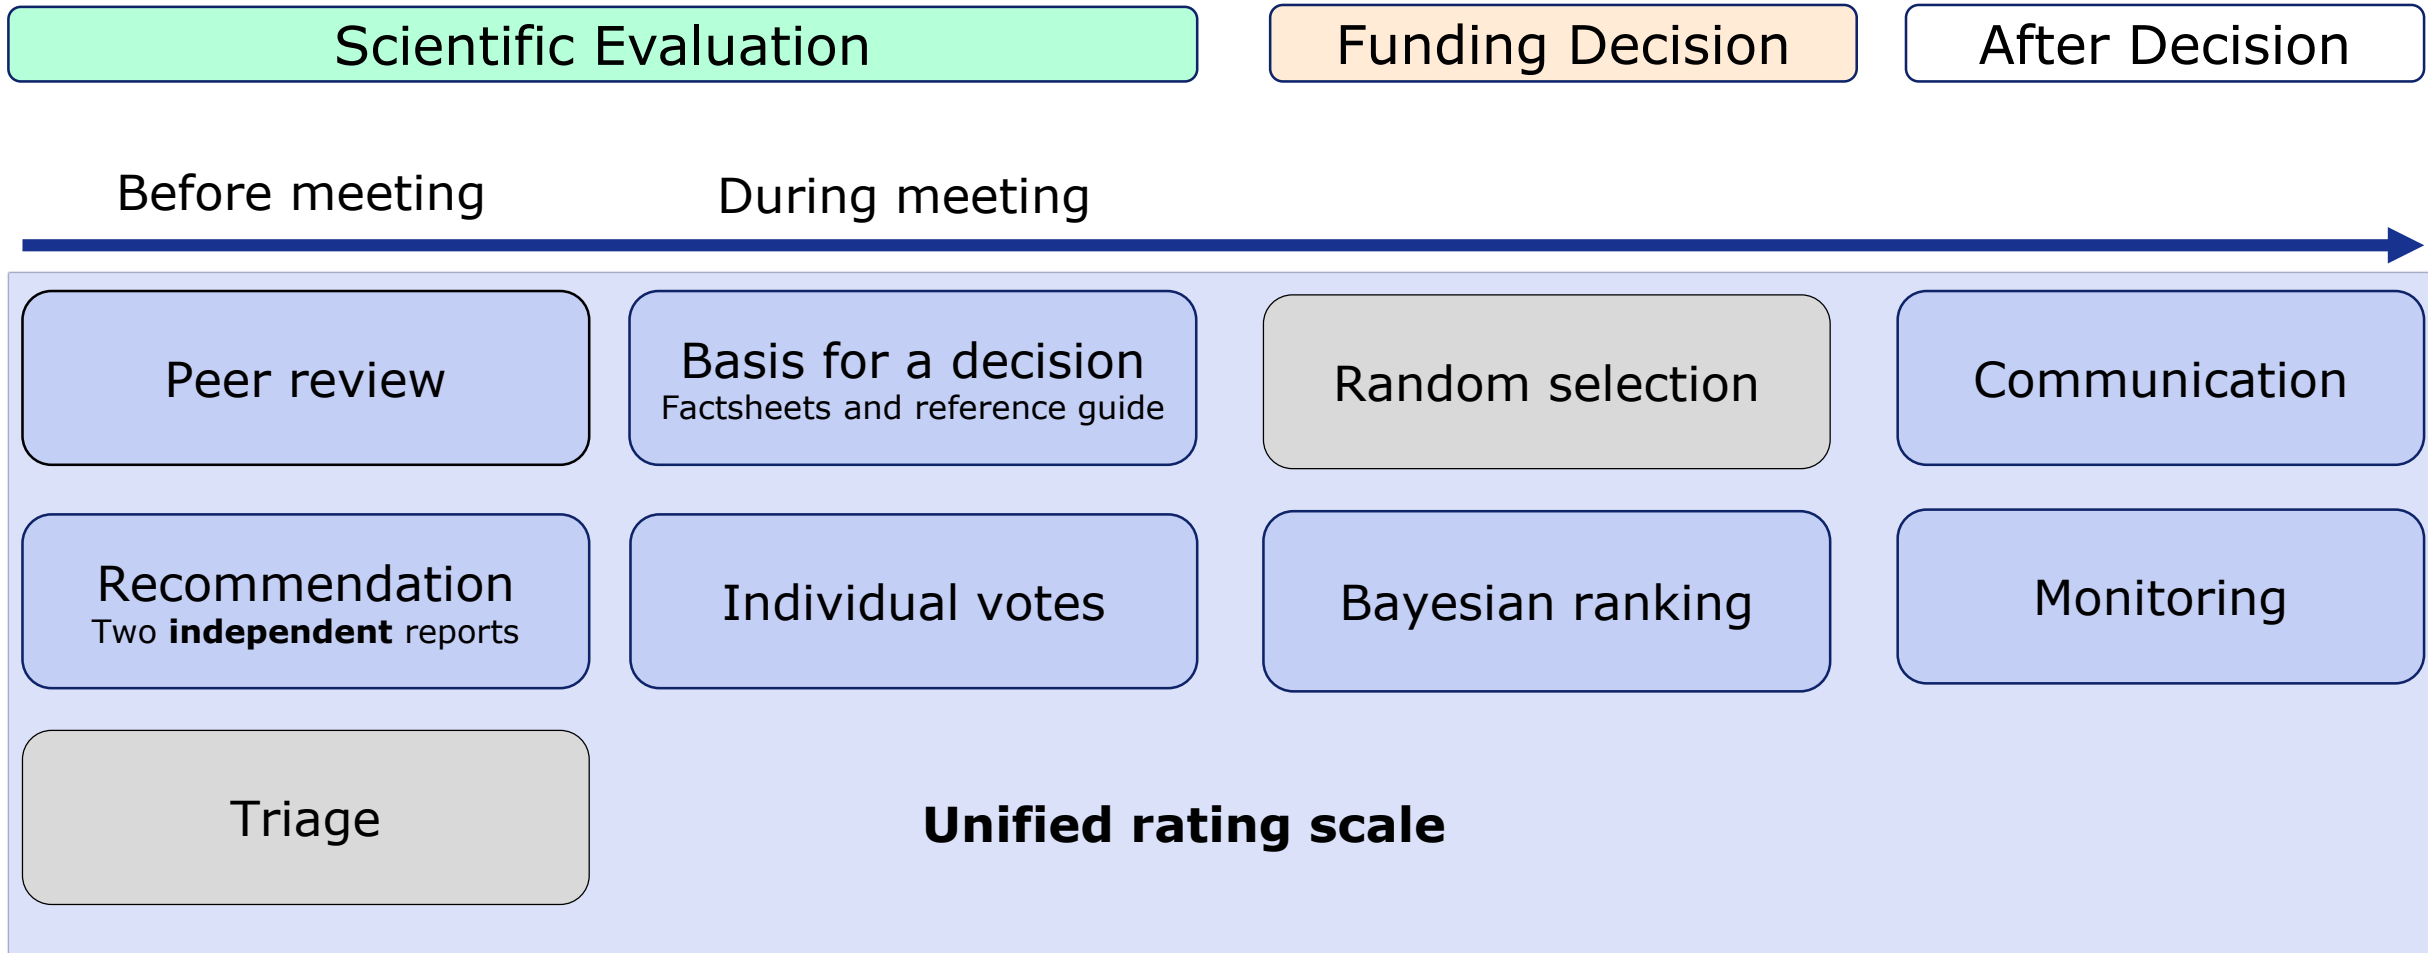 Scientific Evaluation
Funding Decision
After Decision
Before meeting
During meeting
Peer review
Basis for a decision
Factsheets and reference guide
Random selection
Communication
Recommendation
Two independent reports
Individual votes
Bayesian ranking
Monitoring
Triage
Unified rating scale